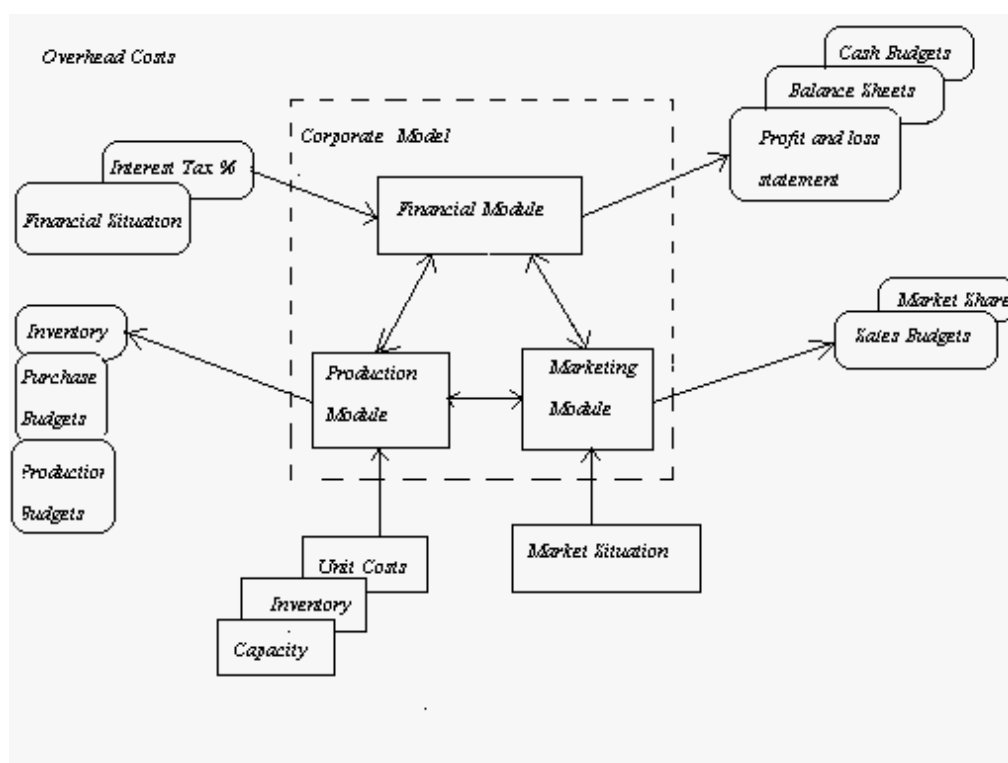 Overhead Costs
Cash Budgets
Balance Sheets
Corporate Model
Profit and loss
statement
Interest Tax %
Financial Module
Financial Situation
Market Share
Inventory
Sales Budgets
Purchase
Budgets
Production
Module
Marketing
Module
Production
Budgets
Unit Costs
Market Situation
Inventory
Capacity